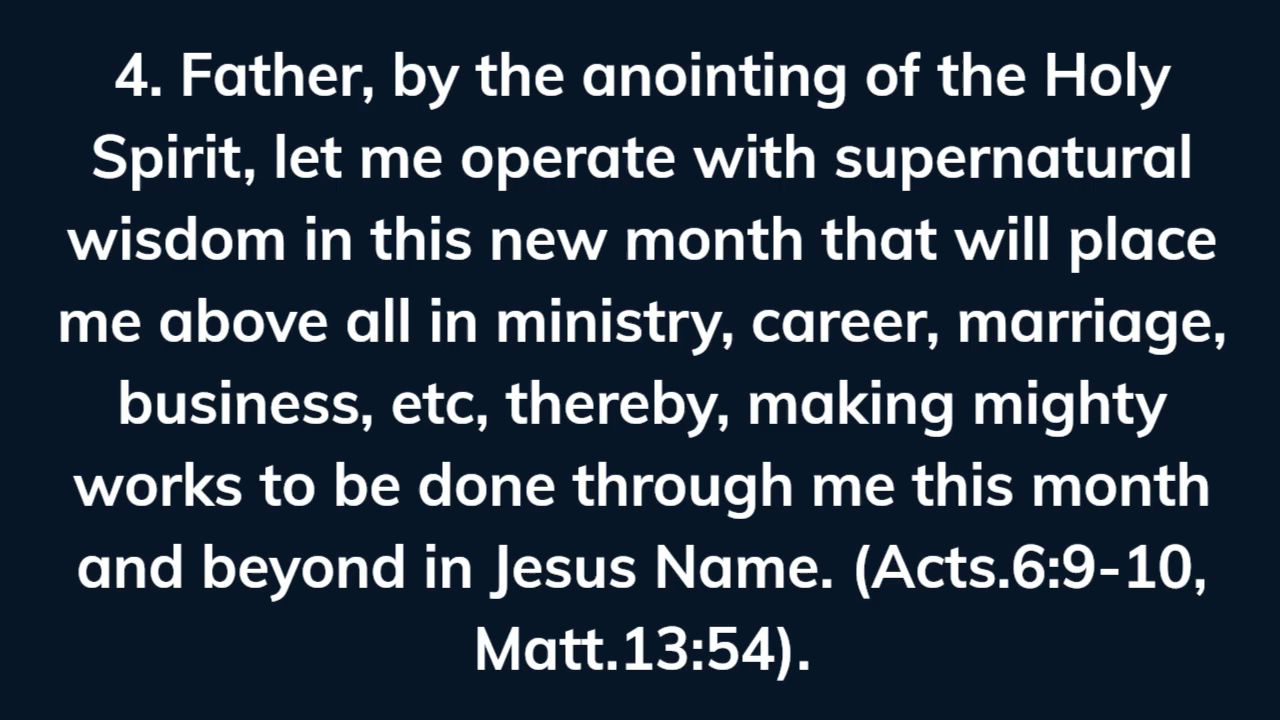 4. Father, by the anointing of the Holy
Spirit, let me operate with supernatural
wisdom in this new month that will place
me above all in ministry, career, marriage,
business, etc, thereby, making mighty
works to be done through me this month
and beyond in Jesus Name. (Acts.6:9-10,
Matt.13:54).